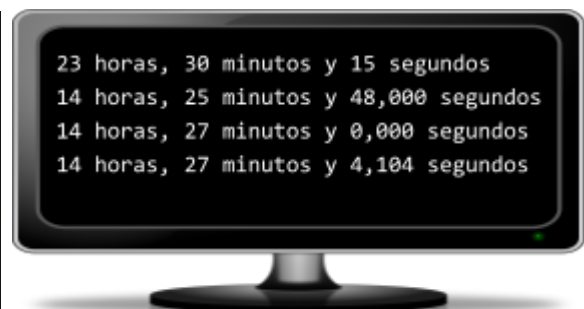 23 horas, 30 minutos y 15 segundos
14 horas, 25 minutos y 48,000 segundos
14 horas, 27 minutos y 0,000 segundos
14 horas, 27 minutos y 4,104 segundos